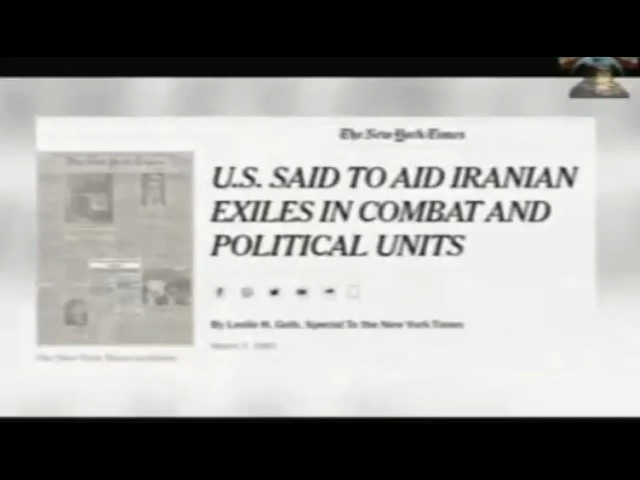 The New York Times
U.S. SAID TO AID IRANIAN
EXILES IN COMBAT AND
POLITICAL UNITS
By Leslie H. Gelb, Special To the New York Times